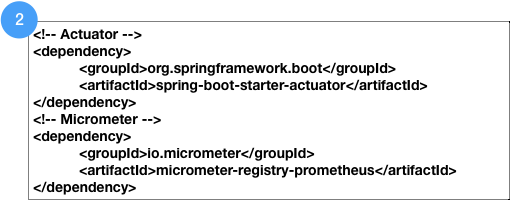 2
<!-- Actuator -->
<dependency>
<groupId>org.springframework.boot</groupId>
<artifactId>spring-boot-starter-actuator</artifactId>
</dependency>
<!-- Micrometer -->
<dependency>
<groupId>io.micrometer</groupId>
<artifactId>micrometer-registry-prometheus</artifactId>
</dependency>